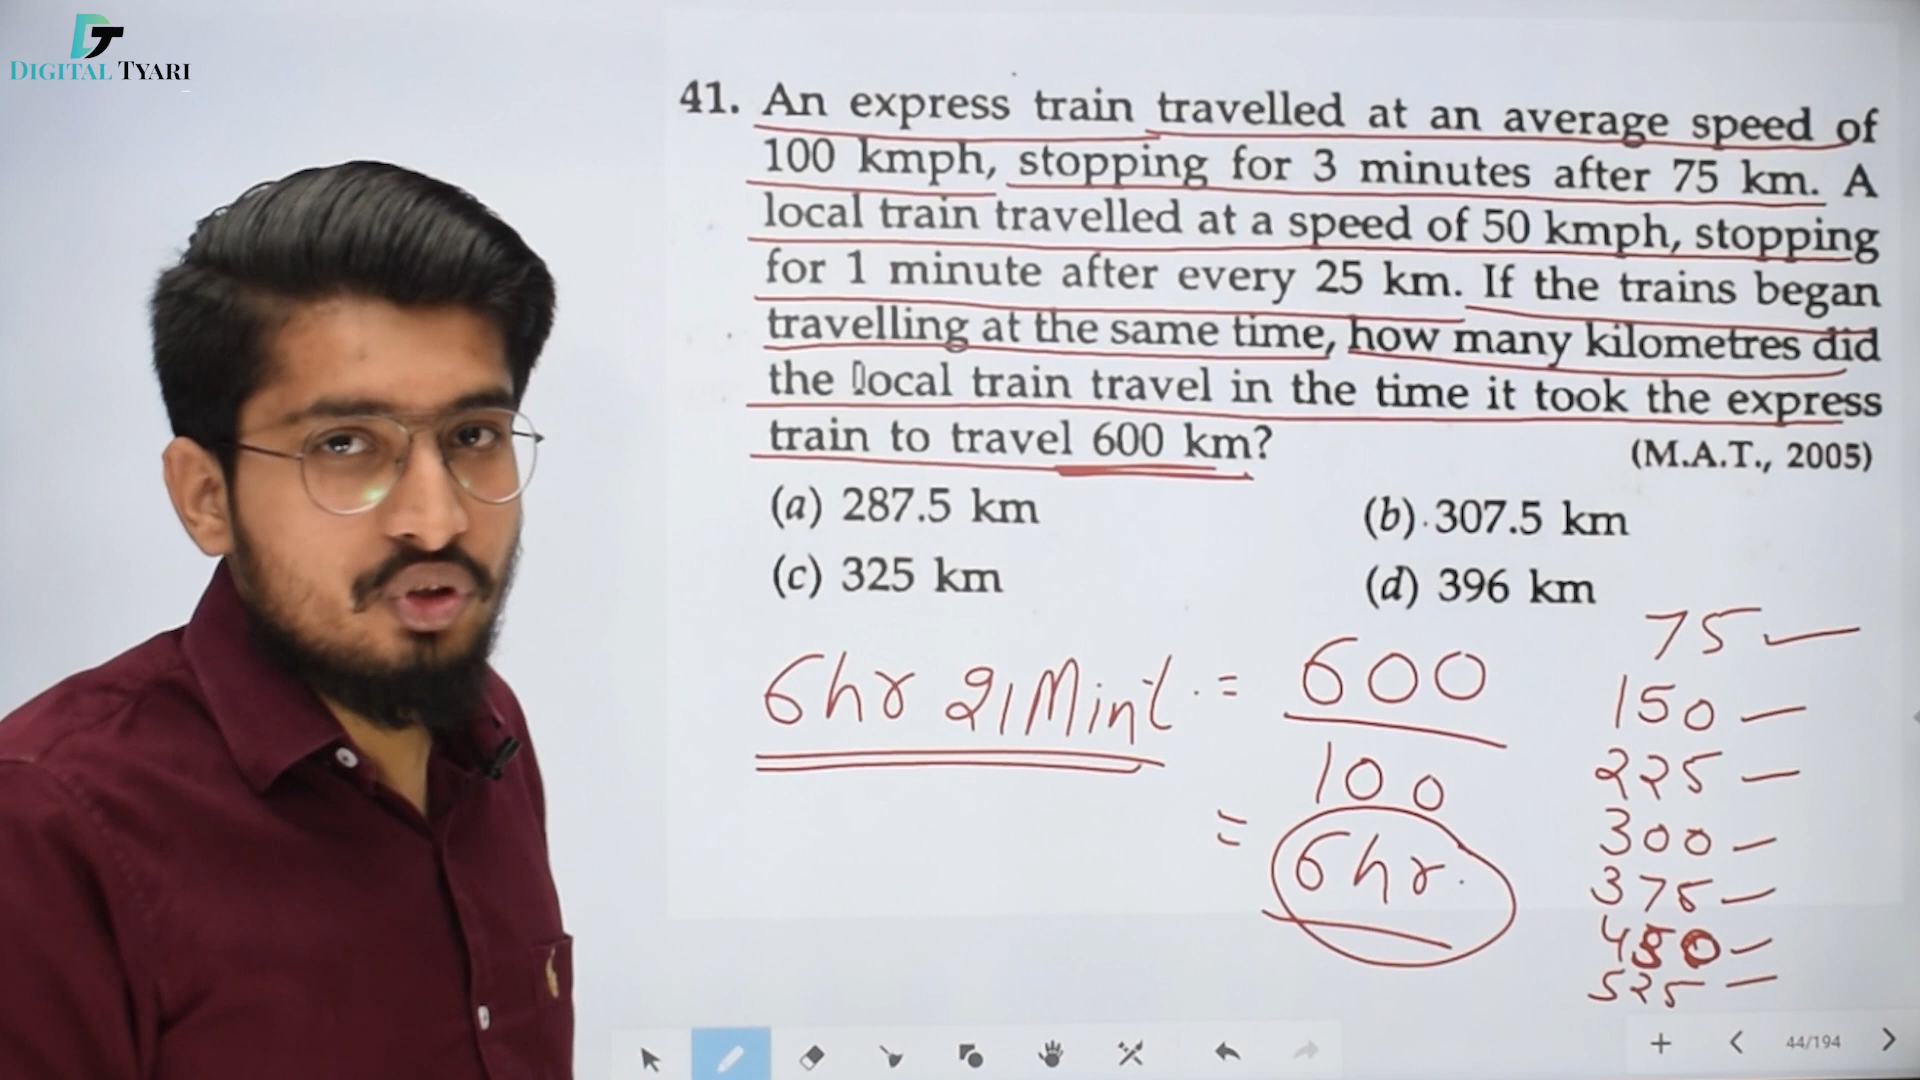 DIGITAL TYARI
41. An express train travelled at an average speed of
100 kmph, stopping for 3 minutes after 75 km. A
local train travelled at a speed of 50 kmph, stopping
for 1 minute after every 25 km. If the trains began
travelling at the same time, how many kilometres did
the local train travel in the time it took the express
train to travel 600 km?
(M.A.T., 2005)
(a) 287.5 km
(b) 307.5 km
(c) 325 km
(d) 396 km
6hr 21Mint. = 600
100
= 6hr.
75 —
150 —
225 —
300 —
375 —
450 —
525 —
44/194